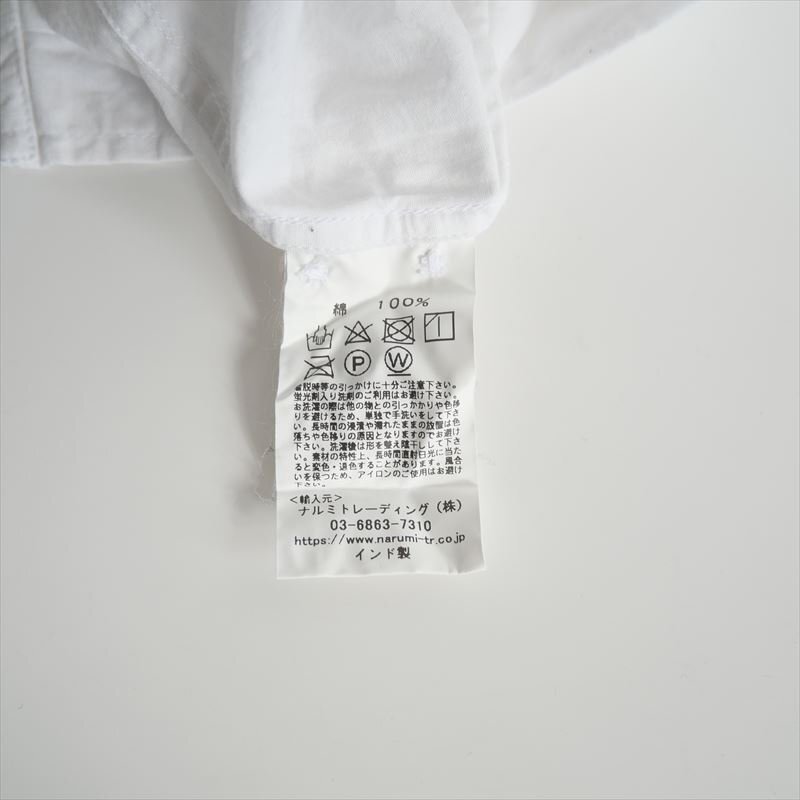 綿 100%
P W
着脱時等の引っかけに十分ご注意下さい。
蛍光剤入り洗剤のご利用はお避け下さい。
お洗濯の際は他の物との引っかかりや色移
りを避けるため、単独で手洗いをして下さ
い。長時間の浸漬や濡れたままの放置は色
落ちや色移りの原因となりますのでお避け
下さい。洗濯後は形を整え陰干しして下さ
い。素材の特性上、長時間直射日光に当た
ると変色・退色することがあります。風合
いを保つため、アイロンのご使用はお避け
下さい。
<輸入元>
ナルミトレーディング(株)
03-6863-7310
https://www.narumi-tr.co.jp
インド製